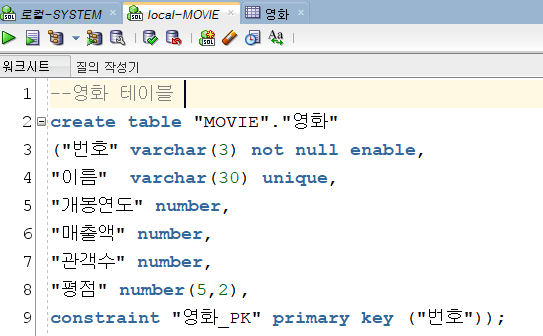 로컬-SYSTEM local-MOVIE 영화
워크시트 질의 작성기
1 --영화 테이블
2 create table "MOVIE"."영화"
3 ("번호" varchar(3) not null enable,
4 "이름"  varchar(30) unique,
5 "개봉연도" number,
6 "매출액" number,
7 "관객수" number,
8 "평점" number(5,2),
9 constraint "영화_PK" primary key ("번호"));